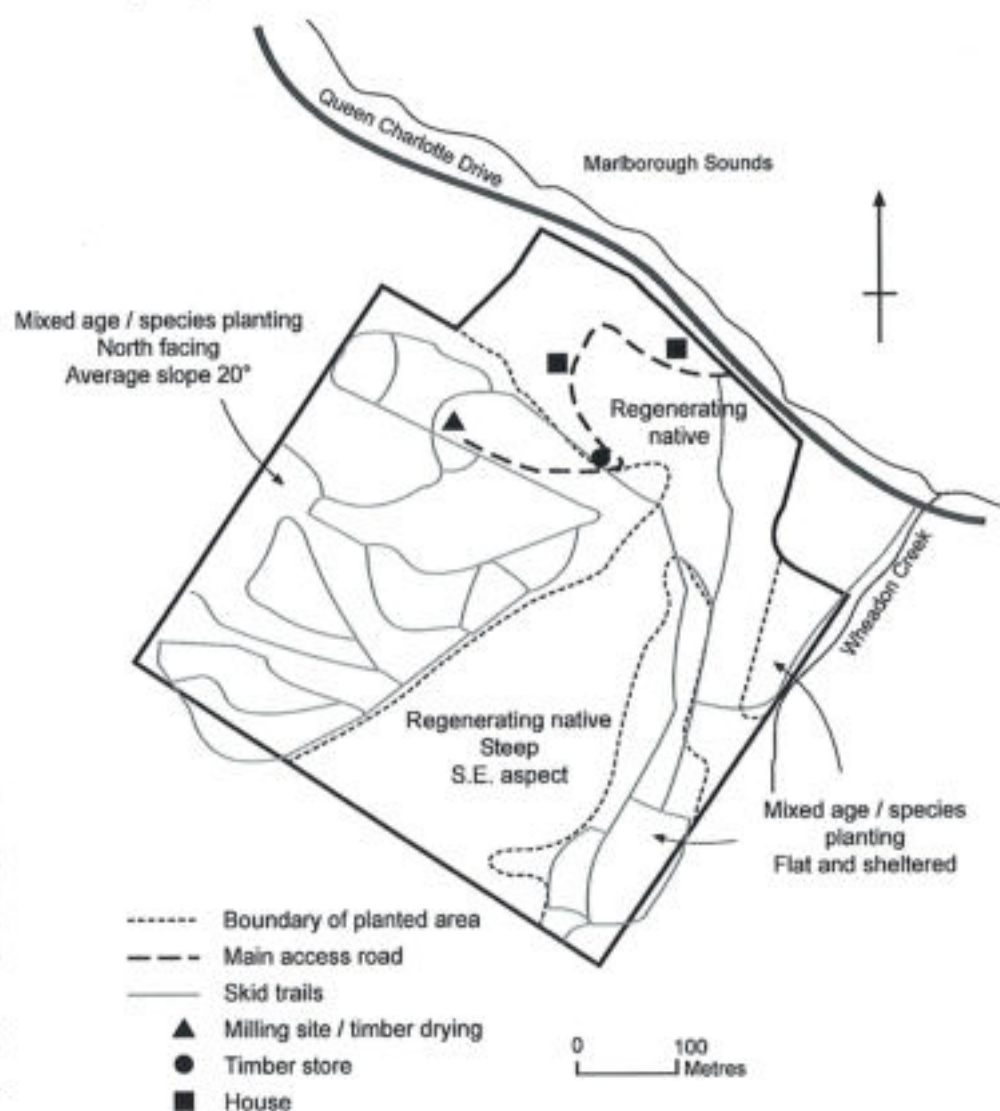 Queen Charlotte Drive
Marlborough Sounds
Mixed age / species planting
North facing
Average slope 20°
Regenerating
native
Wheadon Creek
Regenerating native
Steep
S.E. aspect
Mixed age / species
planting
Flat and sheltered
Boundary of planted area
Main access road
Skid trails
Milling site / timber drying
Timber store
House
0 100
Metres